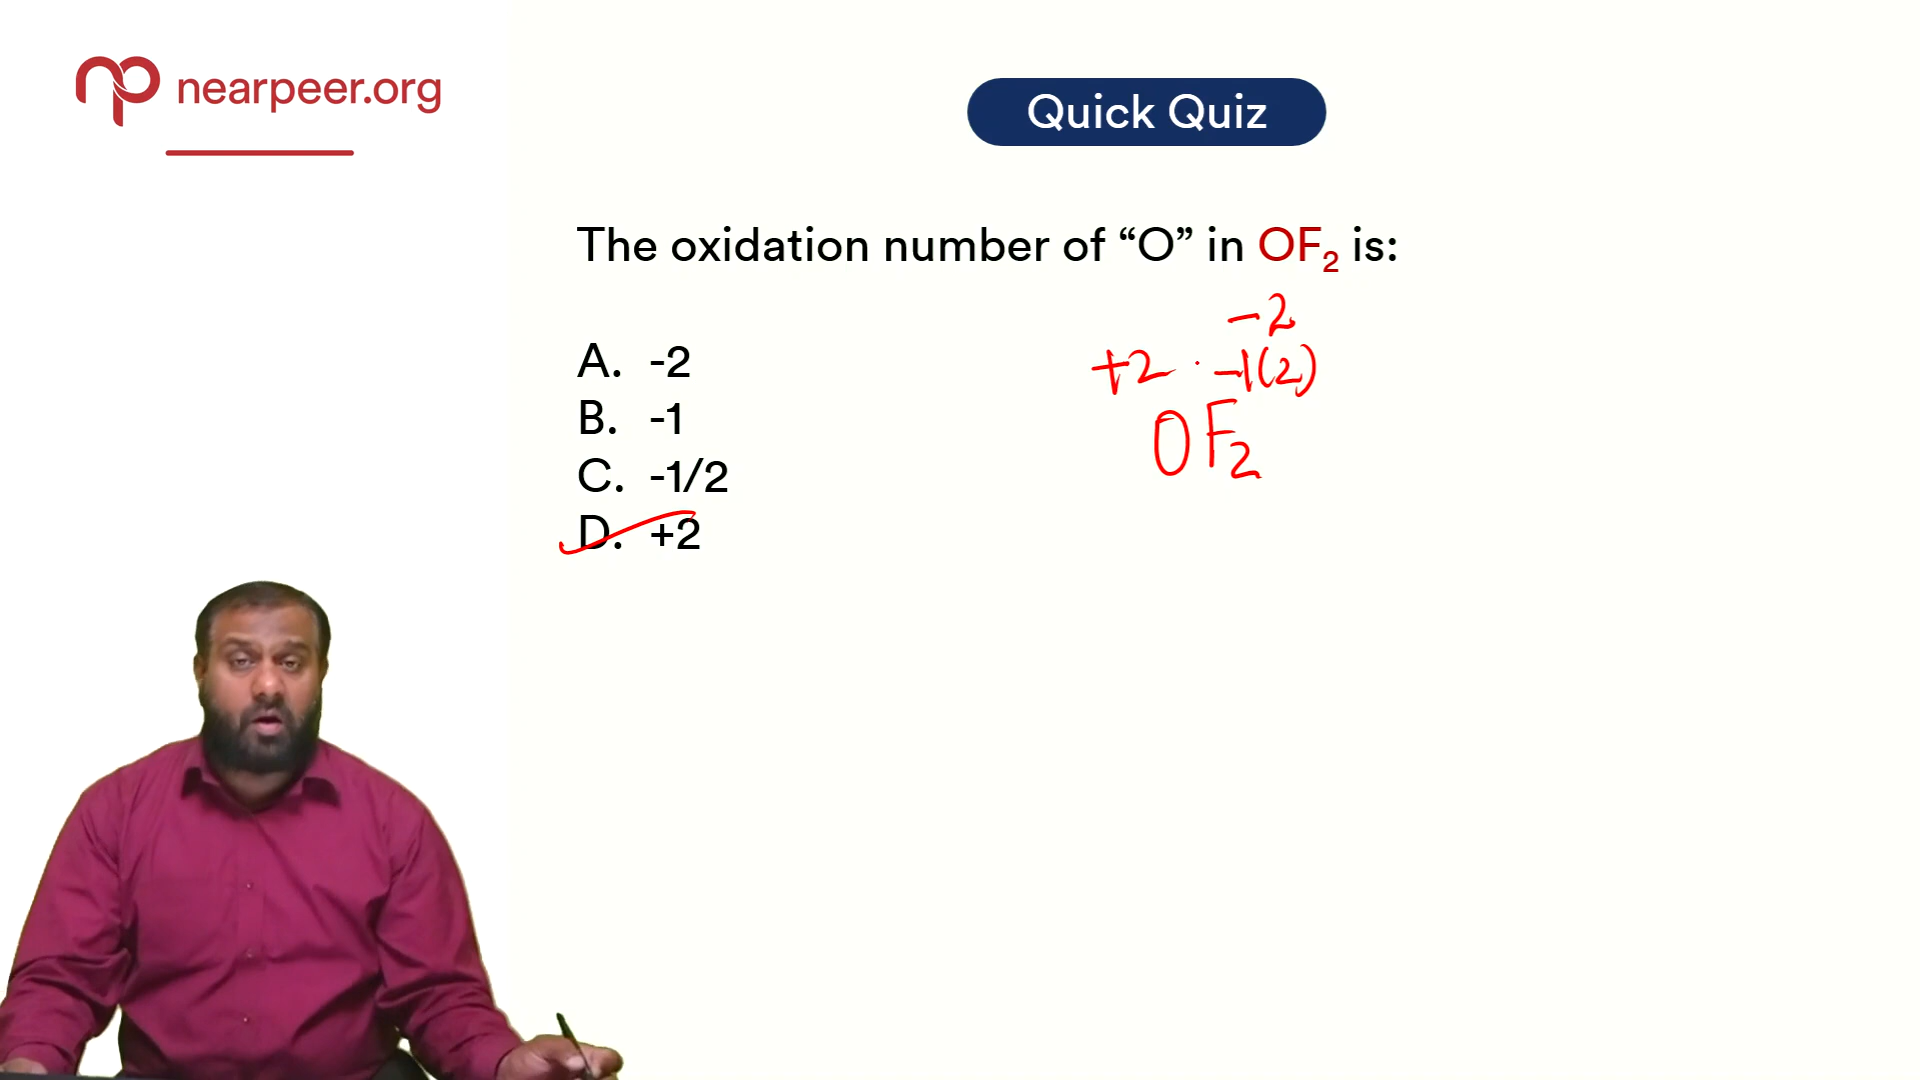 nearpeer.org
Quick Quiz
The oxidation number of “O” in OF₂ is:
A. -2
B. -1
C. -1/2
D. +2
-2
+2 · -1(2)
OF₂